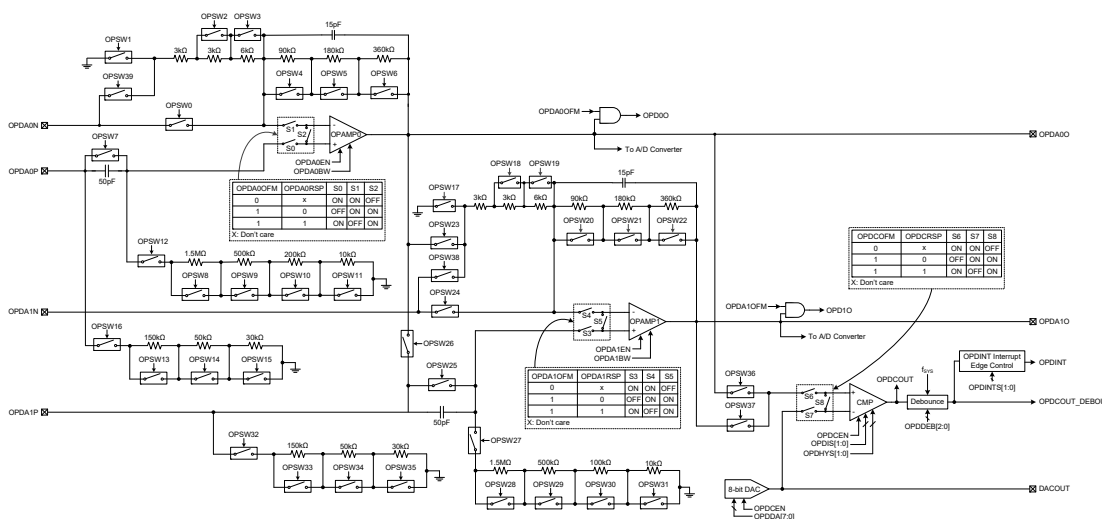 OPSW2 OPSW3
15pF
OPSW1
3kΩ 3kΩ 6kΩ 90kΩ 180kΩ 360kΩ
OPSW39
OPSW4 OPSW5 OPSW6
OPDA0OFM
OPD0O
OPDA0N
OPSW0
S1
S2
S0
-
+
OPAMP0
OPDA0O
OPSW7
OPDA0EN
OPDA0BW
To A/D Converter
OPDA0P
50pF
OPDA0OFM OPDA0RSP S0 S1 S2
0 x ON ON OFF
1 0 OFF ON ON
1 1 ON OFF ON
X: Don't care
OPSW18 OPSW19
15pF
OPSW17
3kΩ 3kΩ 6kΩ 90kΩ 180kΩ 360kΩ
OPSW23
OPSW20 OPSW21 OPSW22
OPSW38
OPSW12
1.5MΩ 500kΩ 200kΩ 10kΩ
OPSW8 OPSW9 OPSW10 OPSW11
OPDCOFM OPDCRSP S6 S7 S8
0 x ON ON OFF
1 0 OFF ON ON
1 1 ON OFF ON
X: Don't care
OPDA1N
OPSW24
OPDA1OFM
OPD1O
S4
S5
S3
-
+
OPAMP1
OPDA1O
OPDA1EN
OPDA1BW
To A/D Converter
OPSW16
150kΩ 50kΩ 30kΩ
OPSW13 OPSW14 OPSW15
OPSW26
OPSW25
OPDA1OFM OPDA1RSP S3 S4 S5
0 x ON ON OFF
1 0 OFF ON ON
1 1 ON OFF ON
X: Don't care
OPSW36
OPSW37
S6
S8
S7
+
-
CMP
OPDCOUT
fSYS
Debounce
OPDINT Interrupt
Edge Control
OPDINT
OPDINTS[1:0]
OPDCOUT_DEBOU
OPDDEB[2:0]
OPDCEN
OPDIS[1:0]
OPDHYS[1:0]
OPDA1P
50pF
OPSW32
150kΩ 50kΩ 30kΩ
OPSW33 OPSW34 OPSW35
OPSW27
1.5MΩ 500kΩ 100kΩ 10kΩ
OPSW28 OPSW29 OPSW30 OPSW31
8-bit DAC
DACOUT
OPDCEN
OPDDA[7:0]